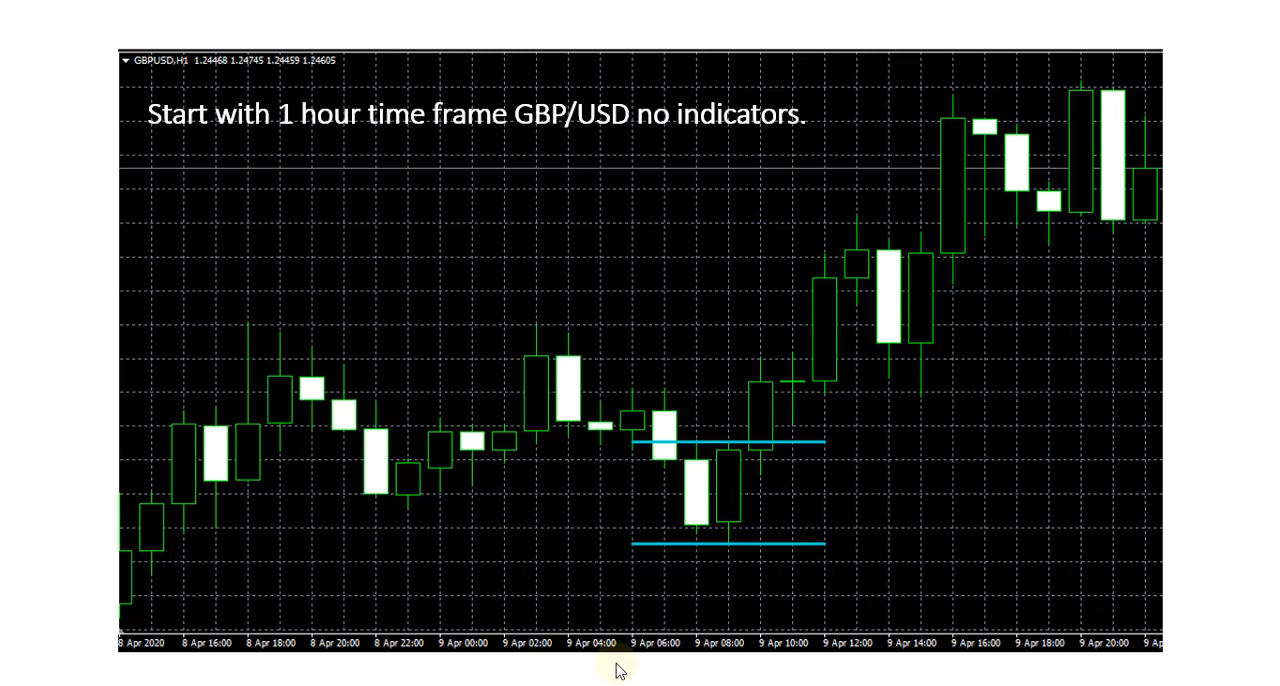 GBPUSD,H1 1.24468 1.24745 1.24459 1.24605
Start with 1 hour time frame GBP/USD no indicators.
8 Apr 2020 8 Apr 16:00 8 Apr 18:00 8 Apr 20:00 8 Apr 22:00 9 Apr 00:00 9 Apr 02:00 9 Apr 04:00 9 Apr 06:00 9 Apr 08:00 9 Apr 10:00 9 Apr 12:00 9 Apr 14:00 9 Apr 16:00 9 Apr 18:00 9 Apr 20:00 9 Ap